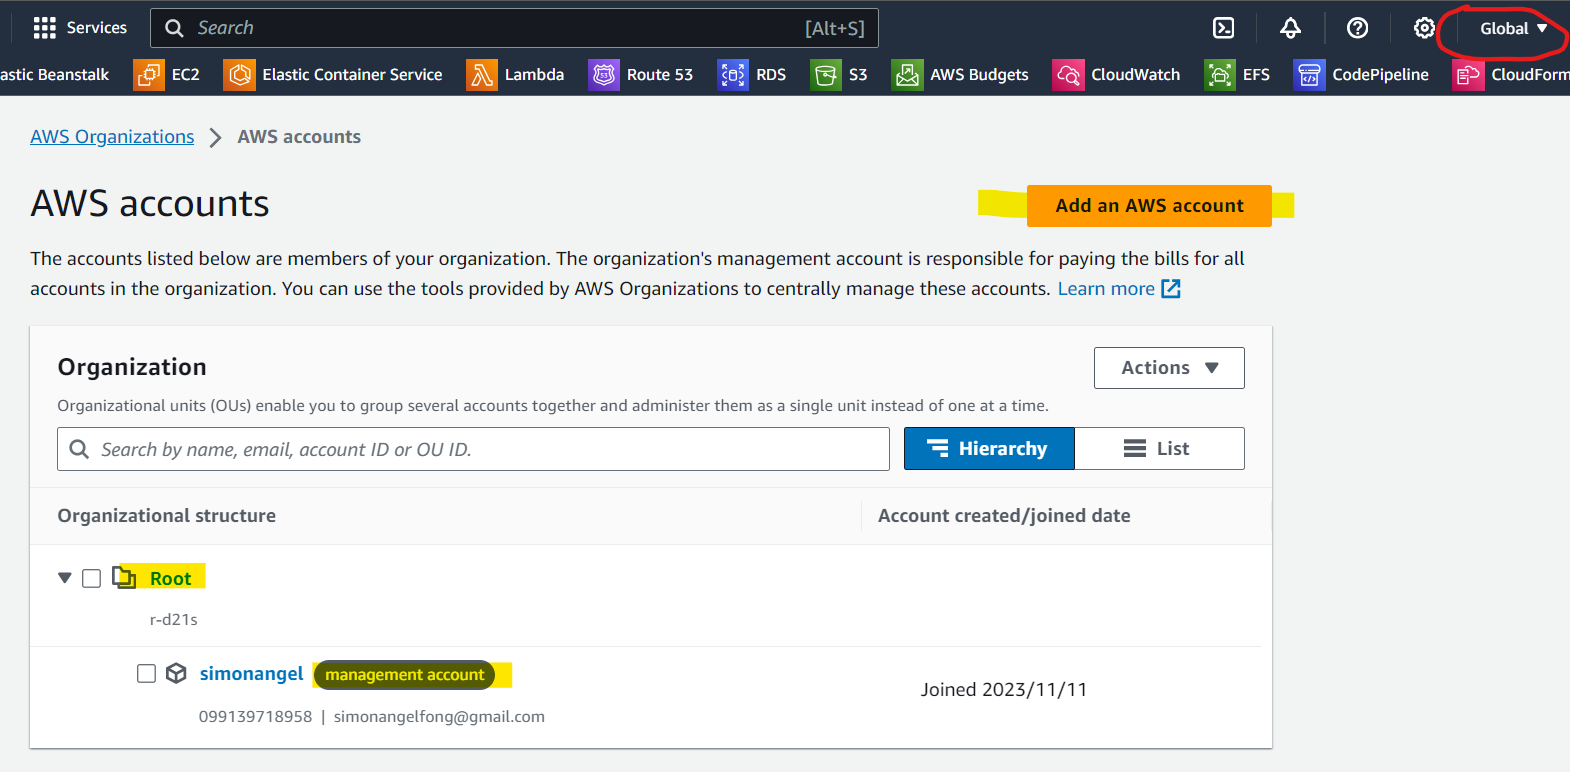 Services
Search [Alt+S]
Global
astic Beanstalk EC2 Elastic Container Service Lambda Route 53 RDS S3 AWS Budgets CloudWatch EFS CodePipeline CloudForm
AWS Organizations AWS accounts
AWS accounts
Add an AWS account
The accounts listed below are members of your organization. The organization's management account is responsible for paying the bills for all
accounts in the organization. You can use the tools provided by AWS Organizations to centrally manage these accounts. Learn more
Organization
Actions
Organizational units (OUs) enable you to group several accounts together and administer them as a single unit instead of one at a time.
Search by name, email, account ID or OU ID.
Hierarchy
List
Organizational structure
Account created/joined date
Root
r-d21s
simonangel management account
Joined 2023/11/11
099139718958 | simonangelfong@gmail.com